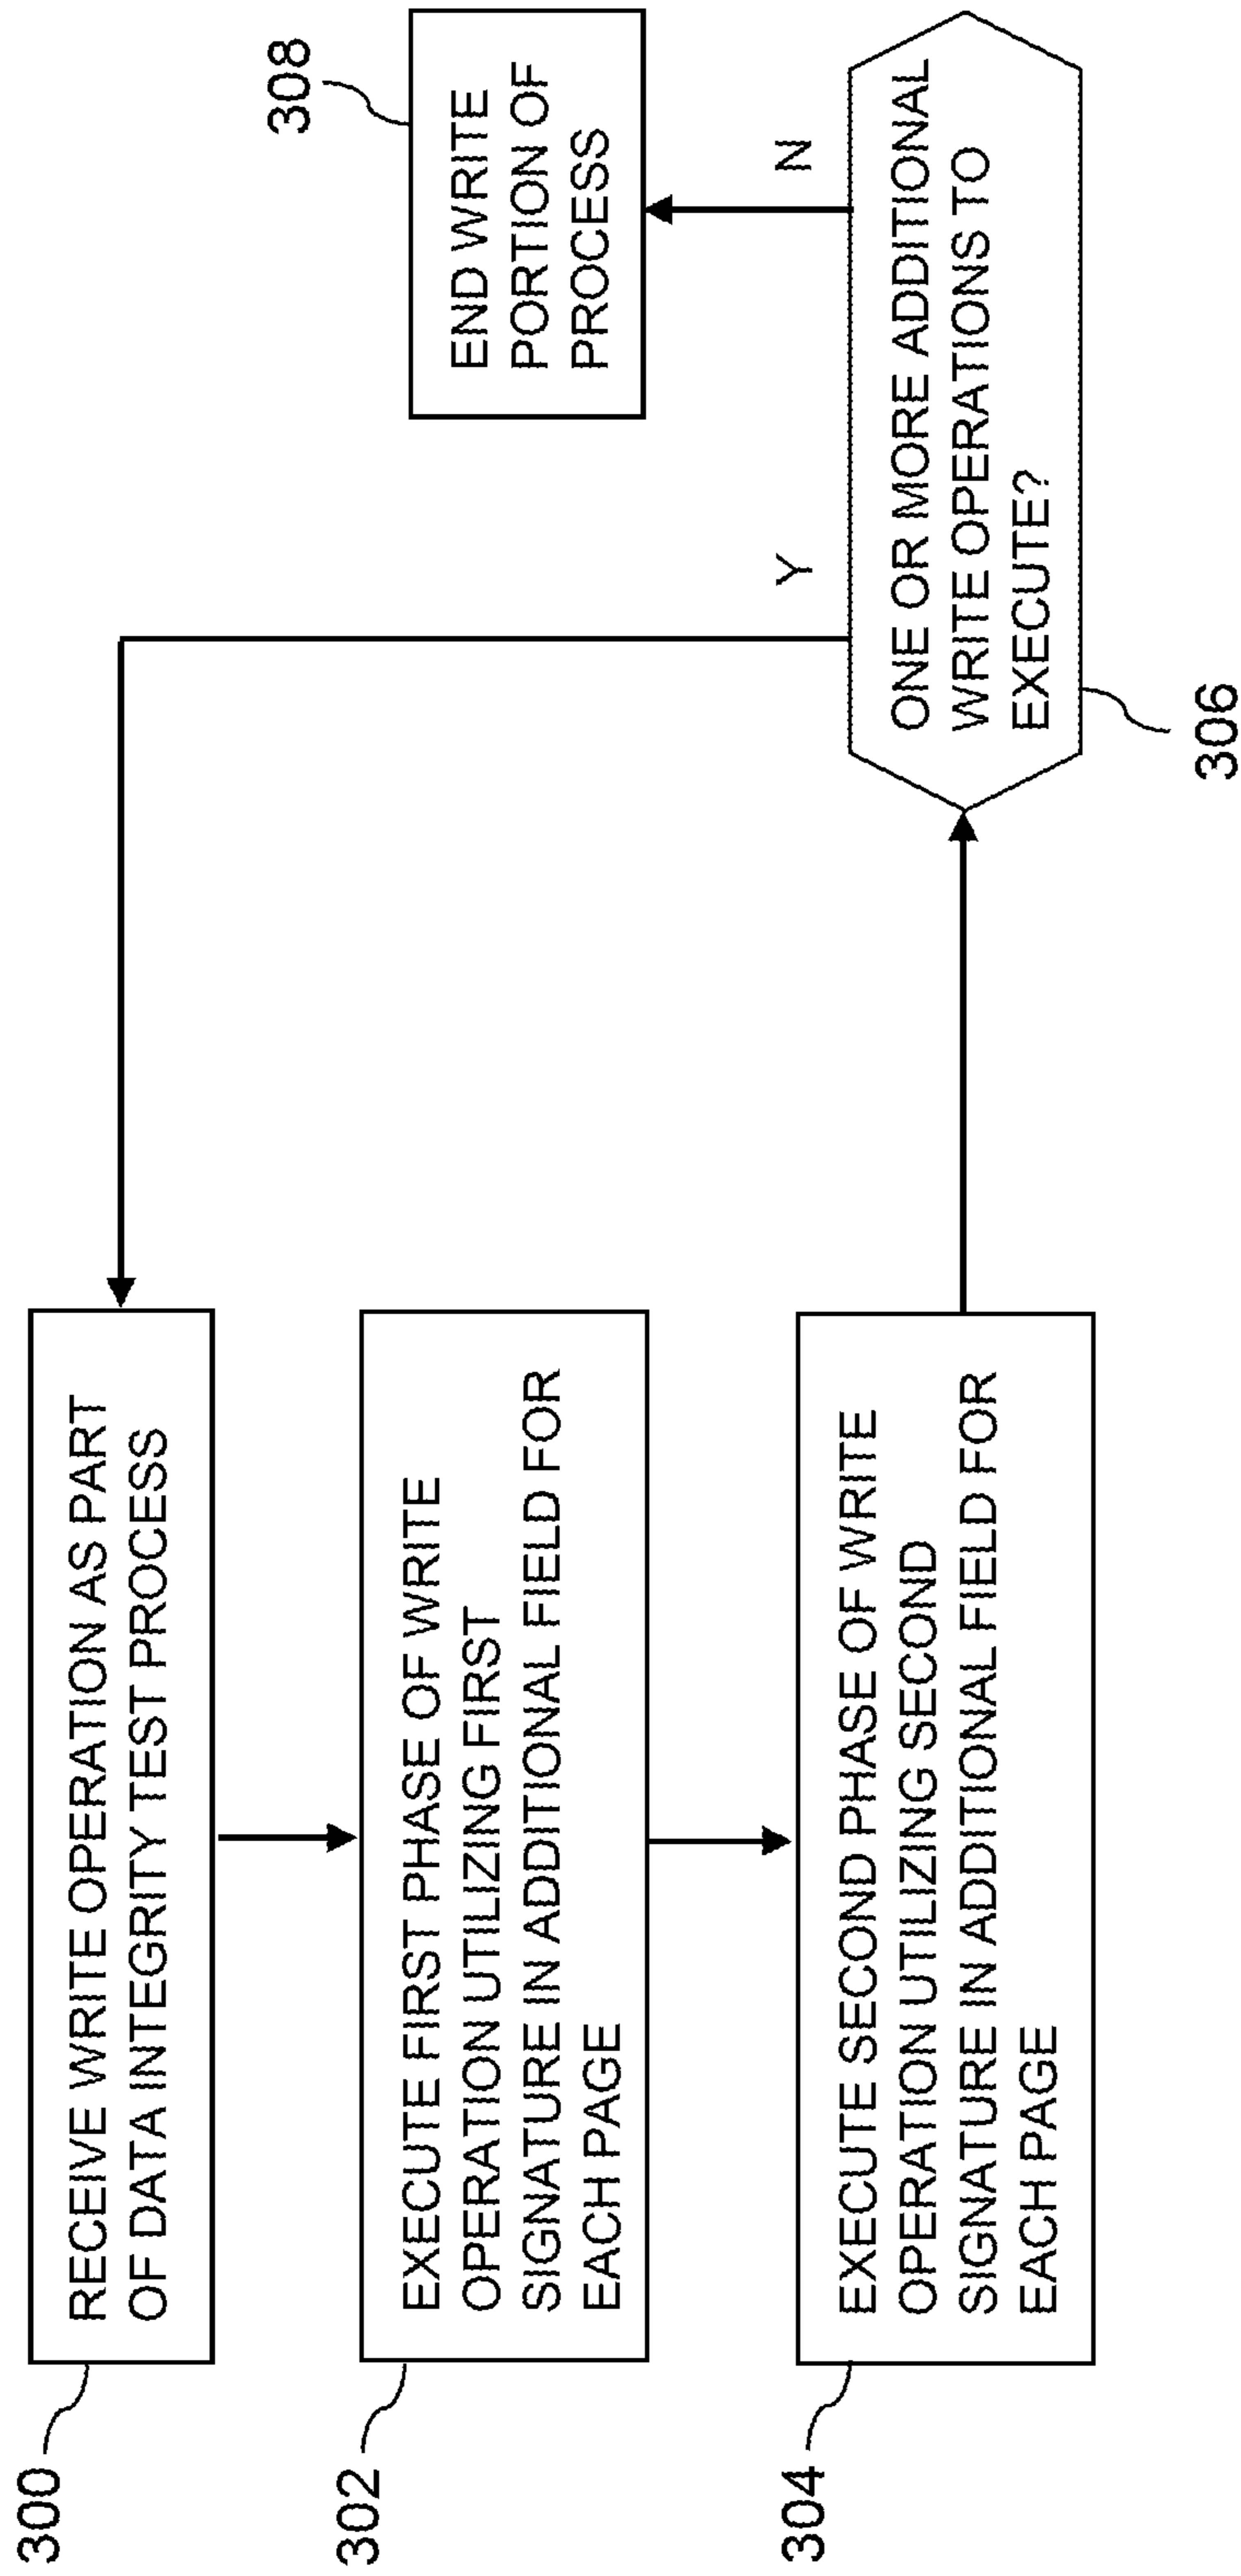 300
RECEIVE WRITE OPERATION AS PART
OF DATA INTEGRITY TEST PROCESS
302
EXECUTE FIRST PHASE OF WRITE
OPERATION UTILIZING FIRST
SIGNATURE IN ADDITIONAL FIELD FOR
EACH PAGE
304
EXECUTE SECOND PHASE OF WRITE
OPERATION UTILIZING SECOND
SIGNATURE IN ADDITIONAL FIELD FOR
EACH PAGE
306
ONE OR MORE ADDITIONAL
WRITE OPERATIONS TO
EXECUTE?
Y
N
308
END WRITE
PORTION OF
PROCESS